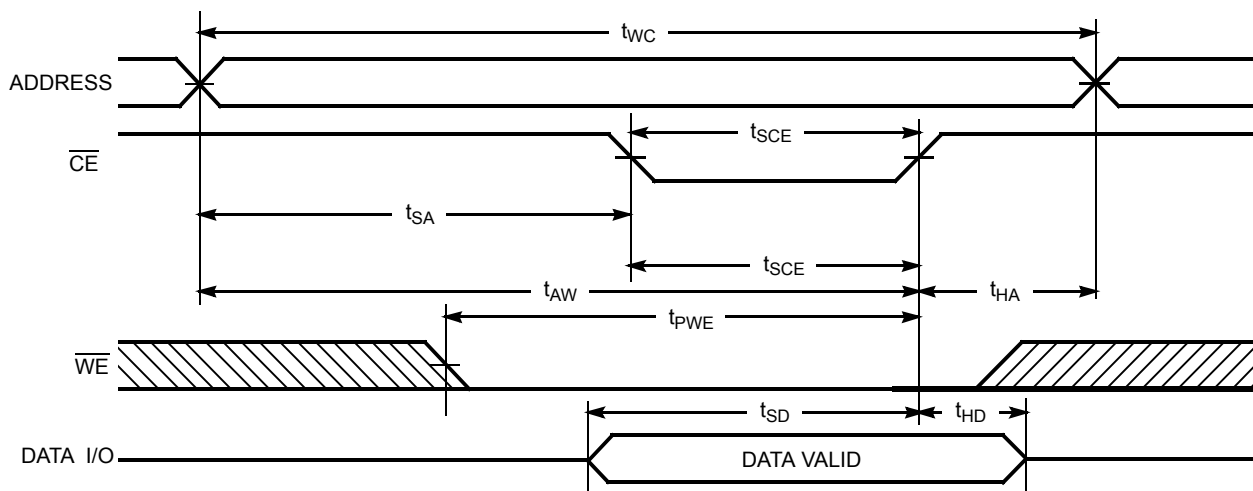 tWC
ADDRESS
tSCE
CE
tSA
tSCE
tAW
tHA
tPWE
WE
tSD
tHD
DATA I/O
DATA VALID